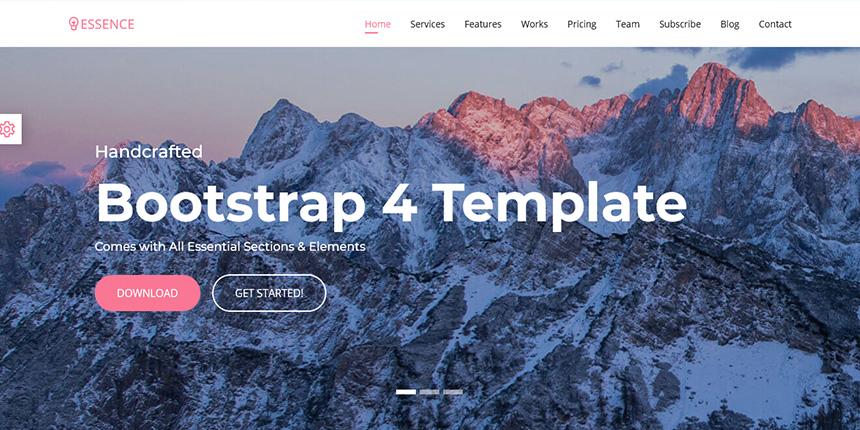 ESSENCE
Home Services Features Works Pricing Team Subscribe Blog Contact
Handcrafted
Bootstrap 4 Template
Comes with All Essential Sections & Elements
DOWNLOAD GET STARTED!